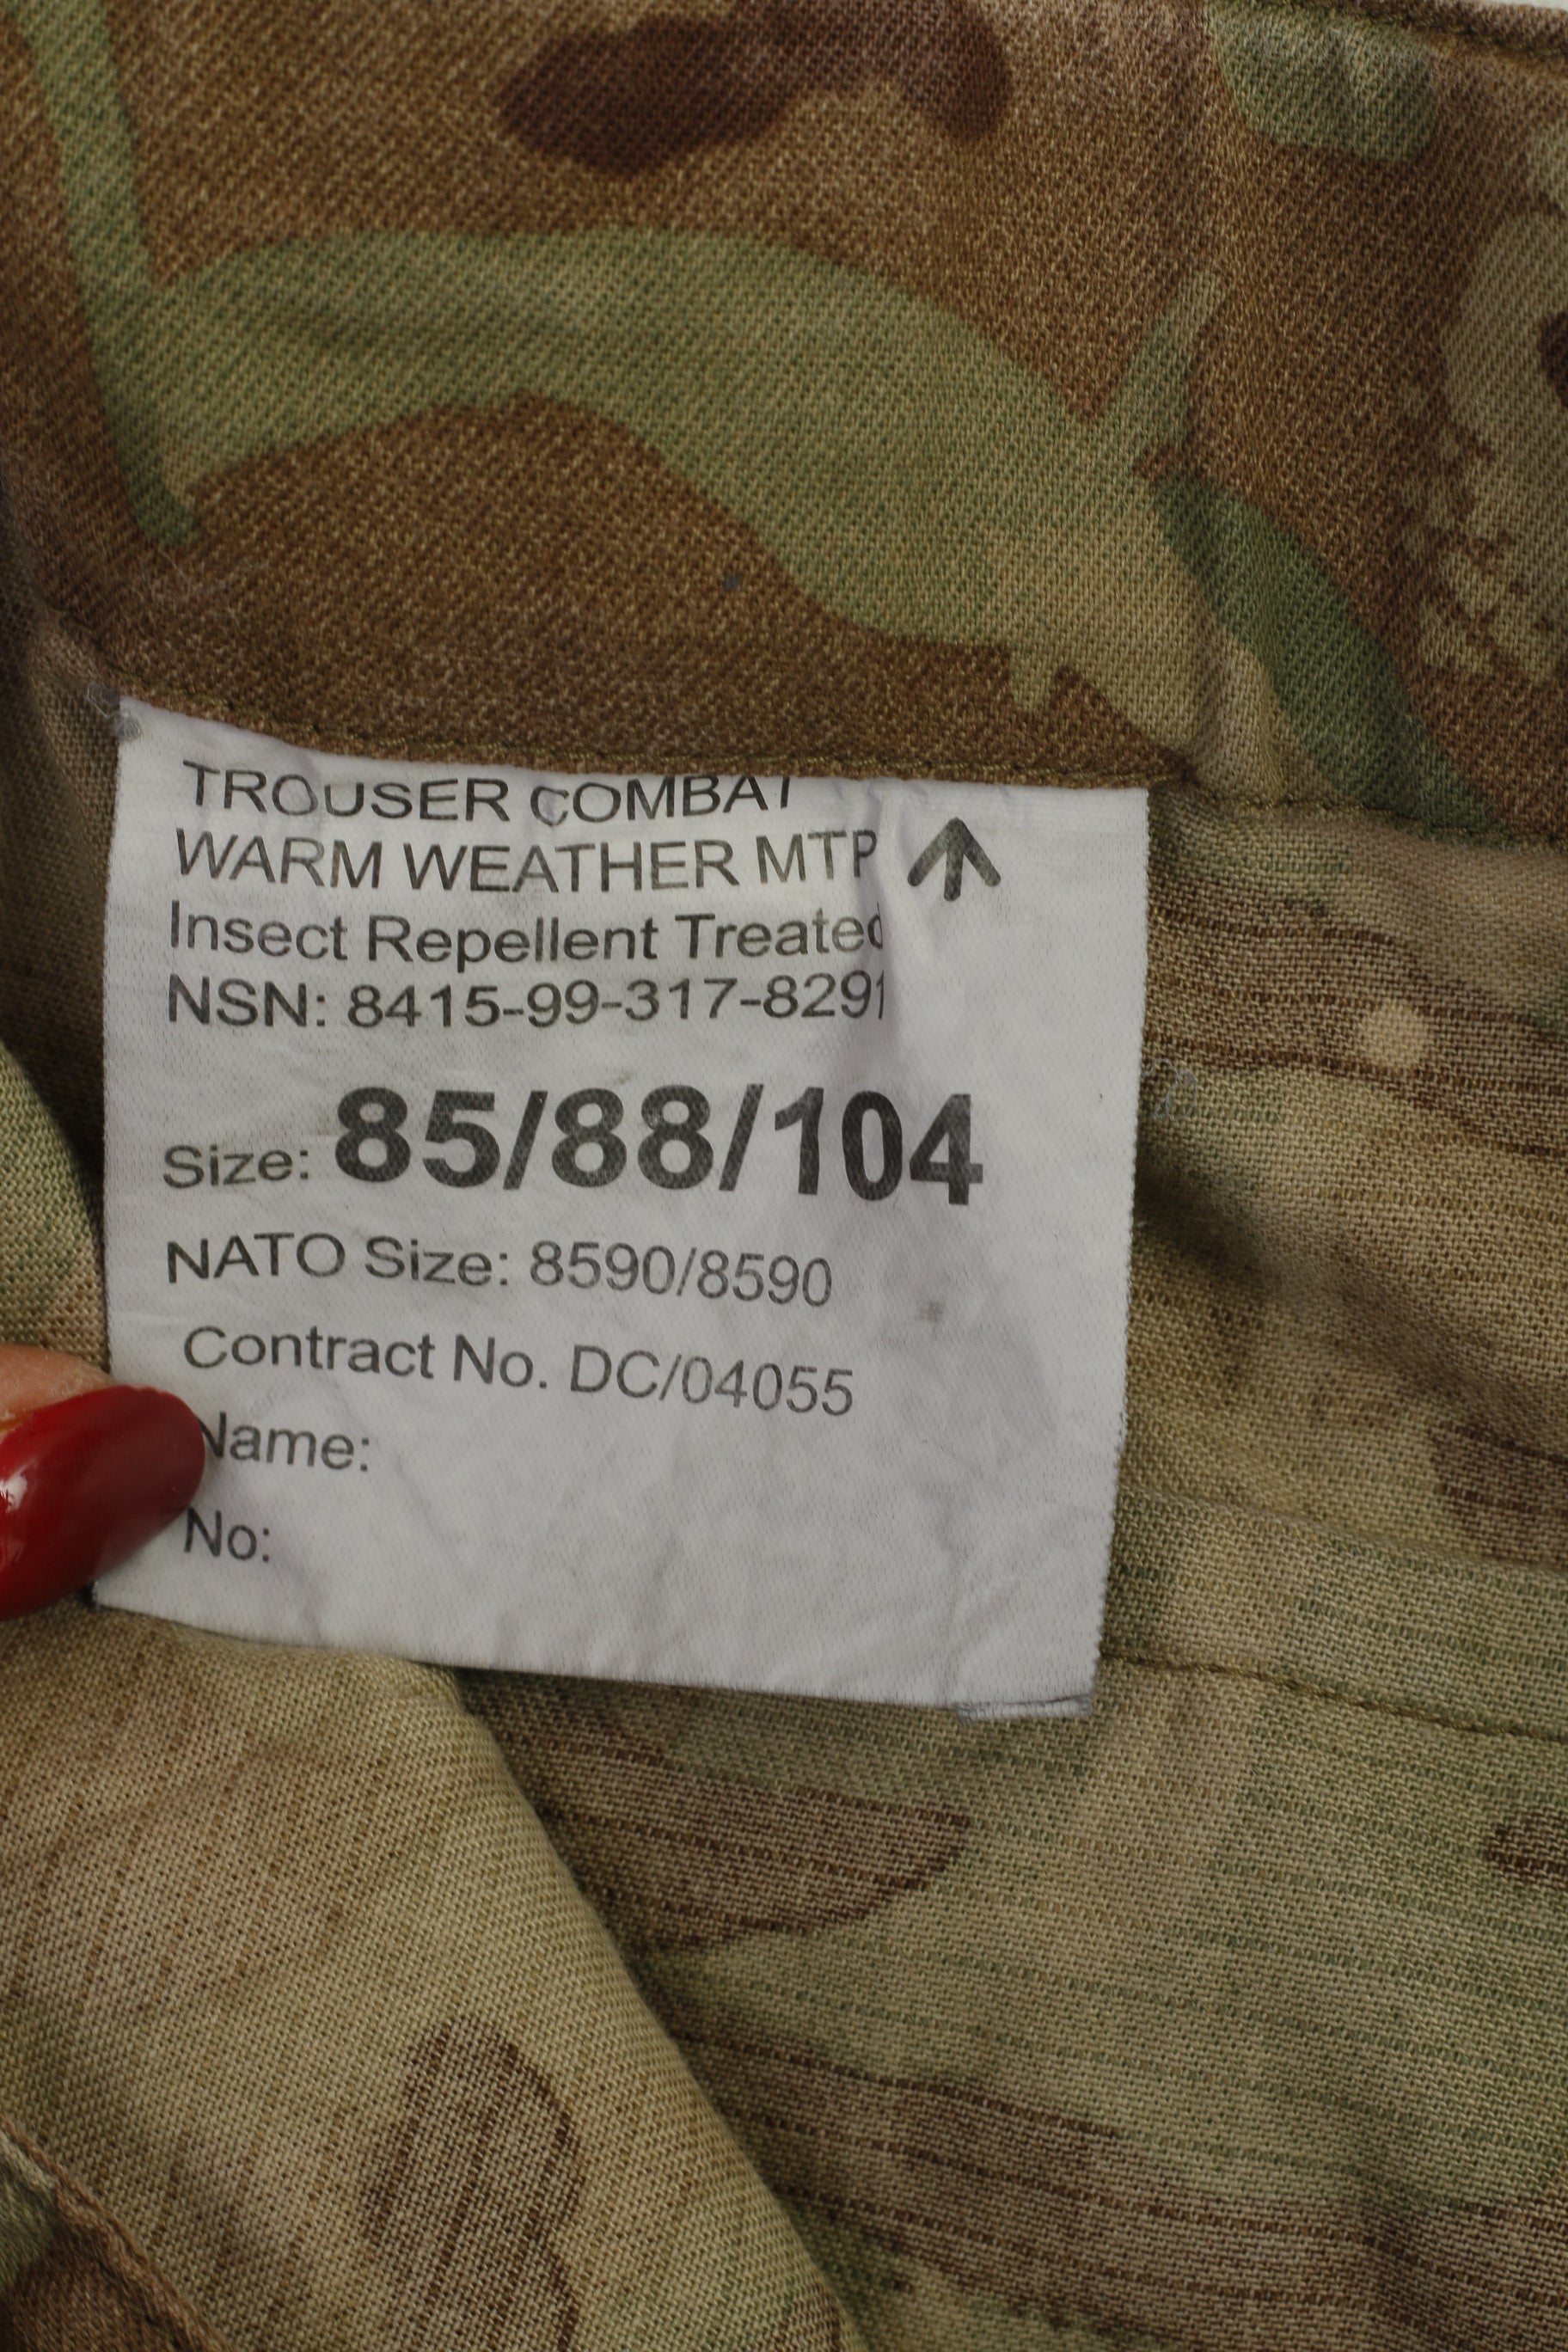 TROUSER COMBAT
WARM WEATHER MTP
Insect Repellent Treated
NSN: 8415-99-317-8291
Size: 85/88/104
NATO Size: 8590/8590
Contract No. DC/04055
Name:
No: